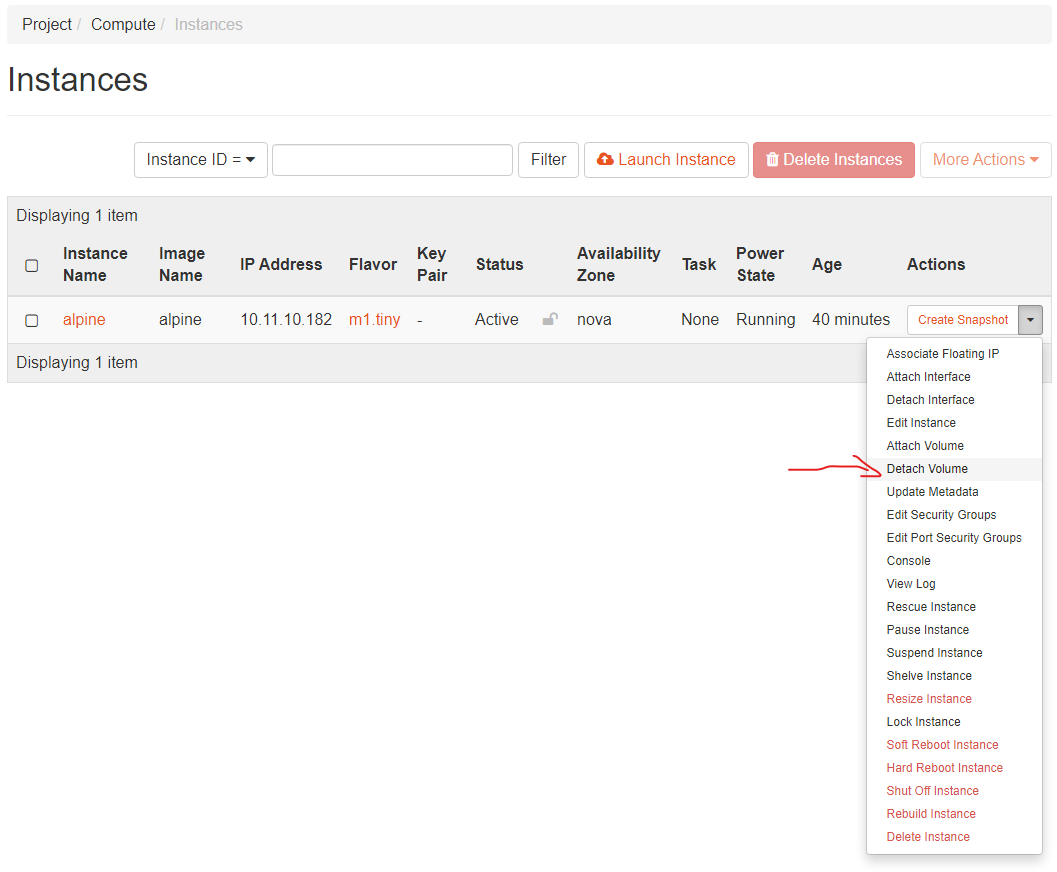 Project / Compute / Instances
Instances
Instance ID = Filter Launch Instance Delete Instances More Actions
Displaying 1 item
Instance Name Image Name IP Address Flavor Key Pair Status Availability Zone Task Power State Age Actions
alpine alpine 10.11.10.182 m1.tiny - Active nova None Running 40 minutes Create Snapshot
Displaying 1 item
Associate Floating IP
Attach Interface
Detach Interface
Edit Instance
Attach Volume
Detach Volume
Update Metadata
Edit Security Groups
Edit Port Security Groups
Console
View Log
Rescue Instance
Pause Instance
Suspend Instance
Shelve Instance
Resize Instance
Lock Instance
Soft Reboot Instance
Hard Reboot Instance
Shut Off Instance
Rebuild Instance
Delete Instance